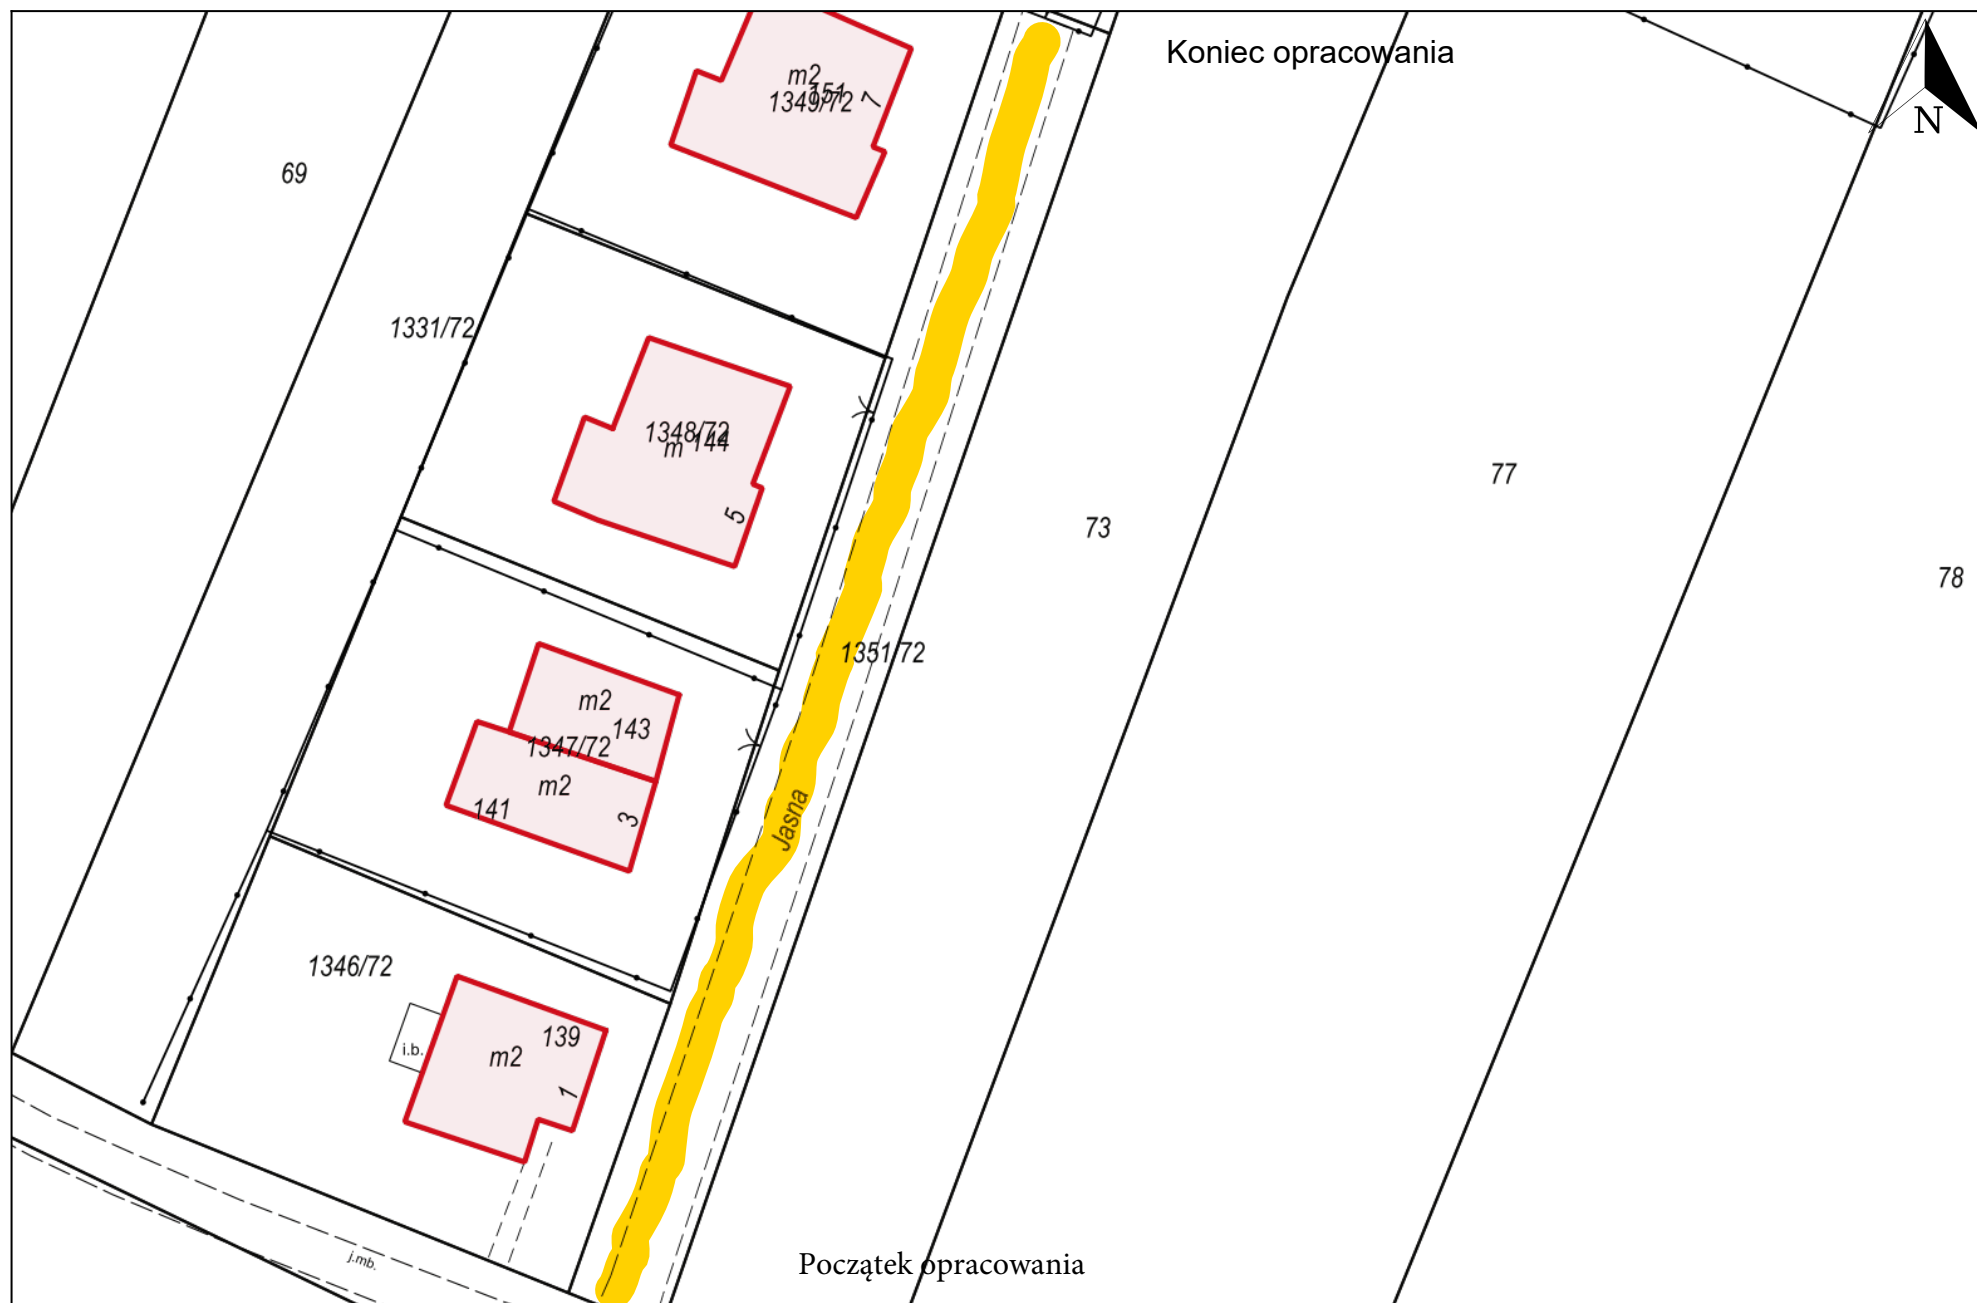 Koniec opracowania
N
m2
151
1349/72
7
69
1331/72
1348/72
m 144
5
73
77
78
1351/72
m2
143
1347/72
m2
141
3
Jasna
1346/72
139
i.b.
m2
1
j.mb.
Początek opracowania